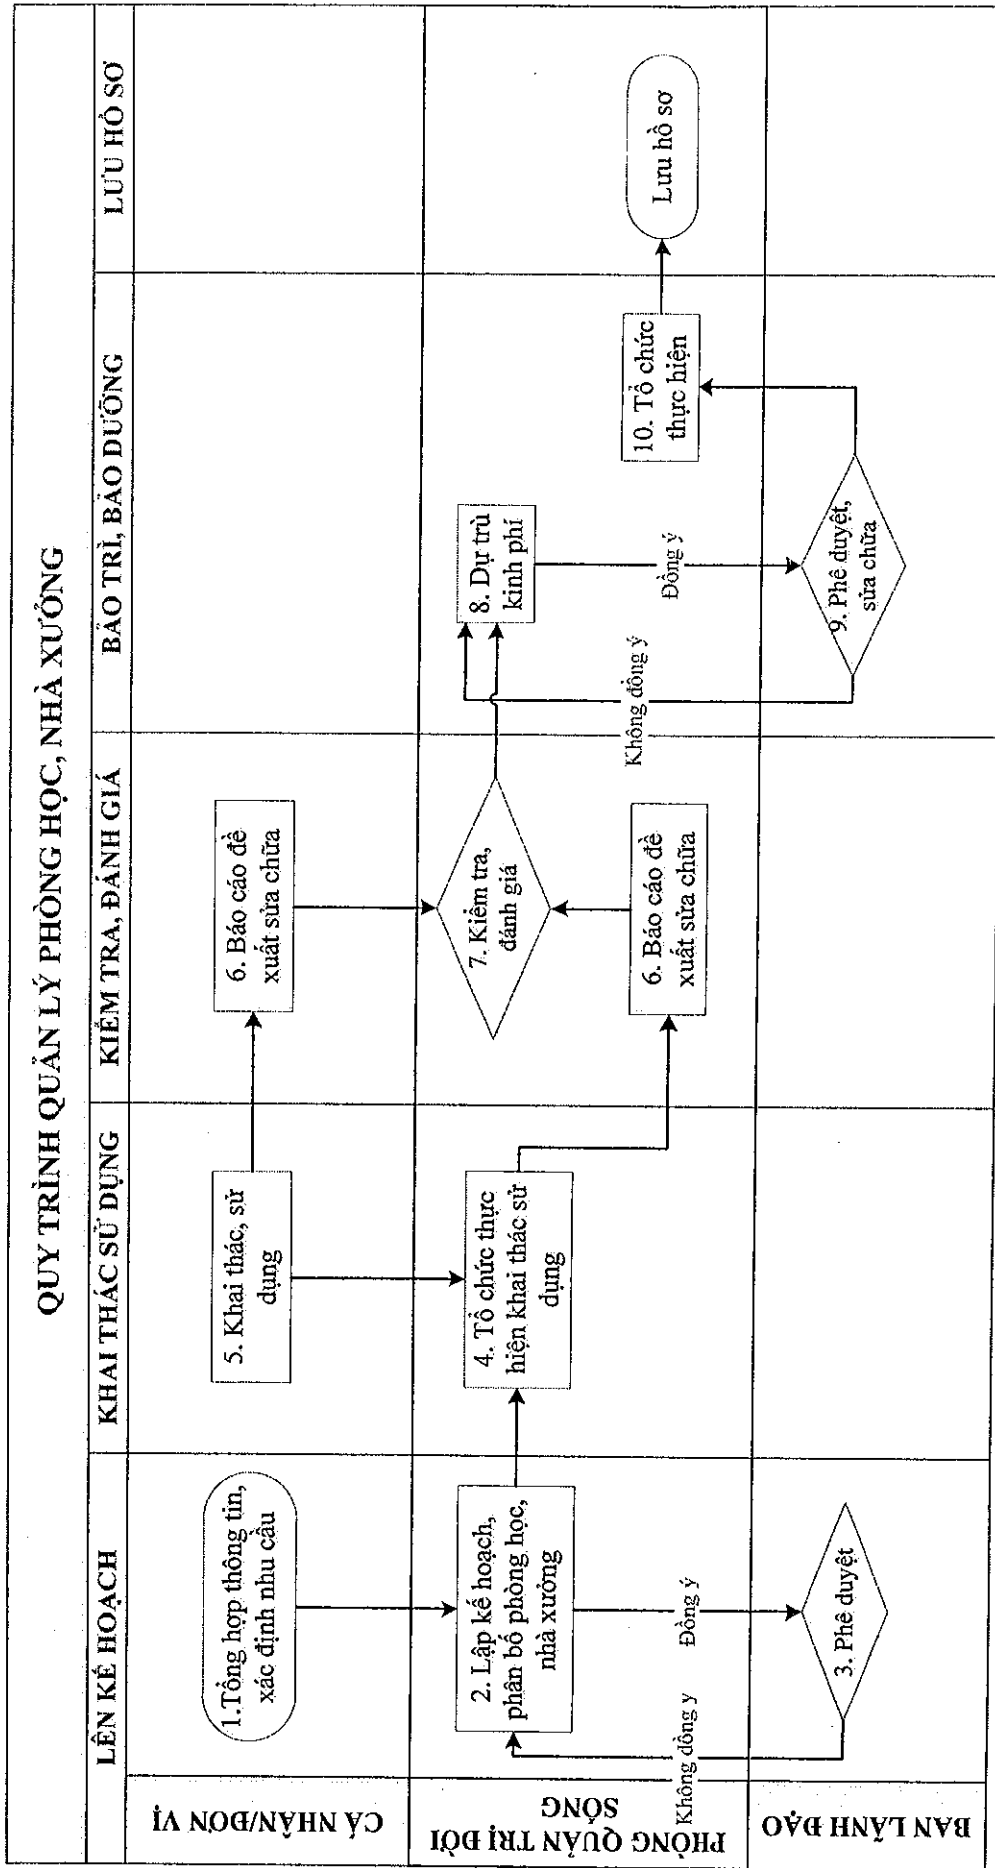 QUY TRÌNH QUẢN LÝ PHÒNG HỌC, NHÀ XƯỞNG
LÊN KẾ HOẠCH
KHAI THÁC SỬ DỤNG
KIỂM TRA, ĐÁNH GIÁ
BẢO TRÌ, BẢO DƯỠNG
LƯU HỒ SƠ
CÁ NHÂN/ĐƠN VỊ
1.Tổng hợp thông tin,
xác định nhu cầu
5. Khai thác, sử
dụng
6. Báo cáo đề
xuất sửa chữa
PHÒNG QUẢN TRỊ ĐỜI
SỐNG
2. Lập kế hoạch,
phân bổ phòng học,
nhà xưởng
4. Tổ chức thực
hiện khai thác sử
dụng
7. Kiểm tra,
đánh giá
6. Báo cáo đề
xuất sửa chữa
8. Dự trù
kinh phí
10. Tổ chức
thực hiện
Lưu hồ sơ
Không đồng y
Đồng ý
Không đồng ý
Đồng ý
BAN LÃNH ĐẠO
3. Phê duyệt
9. Phê duyệt,
sửa chữa